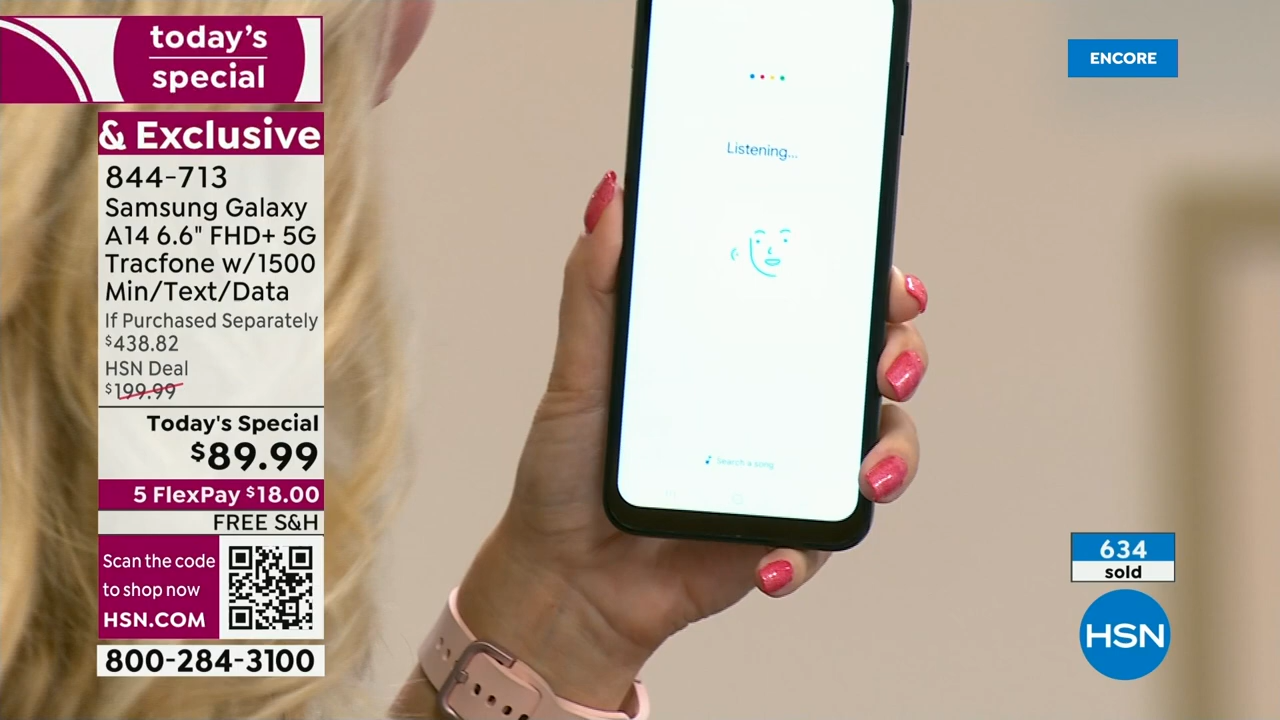 today's
special
& Exclusive
844-713
Samsung Galaxy
A14 6.6" FHD+ 5G
Tracfone w/1500
Min/Text/Data
If Purchased Separately
$438.82
HSN Deal
$199.99
Today's Special
$89.99
5 FlexPay $18.00
FREE S&H
Scan the code
to shop now
HSN.COM
800-284-3100
Listening...
Search a song
ENCORE
634
sold
HSN